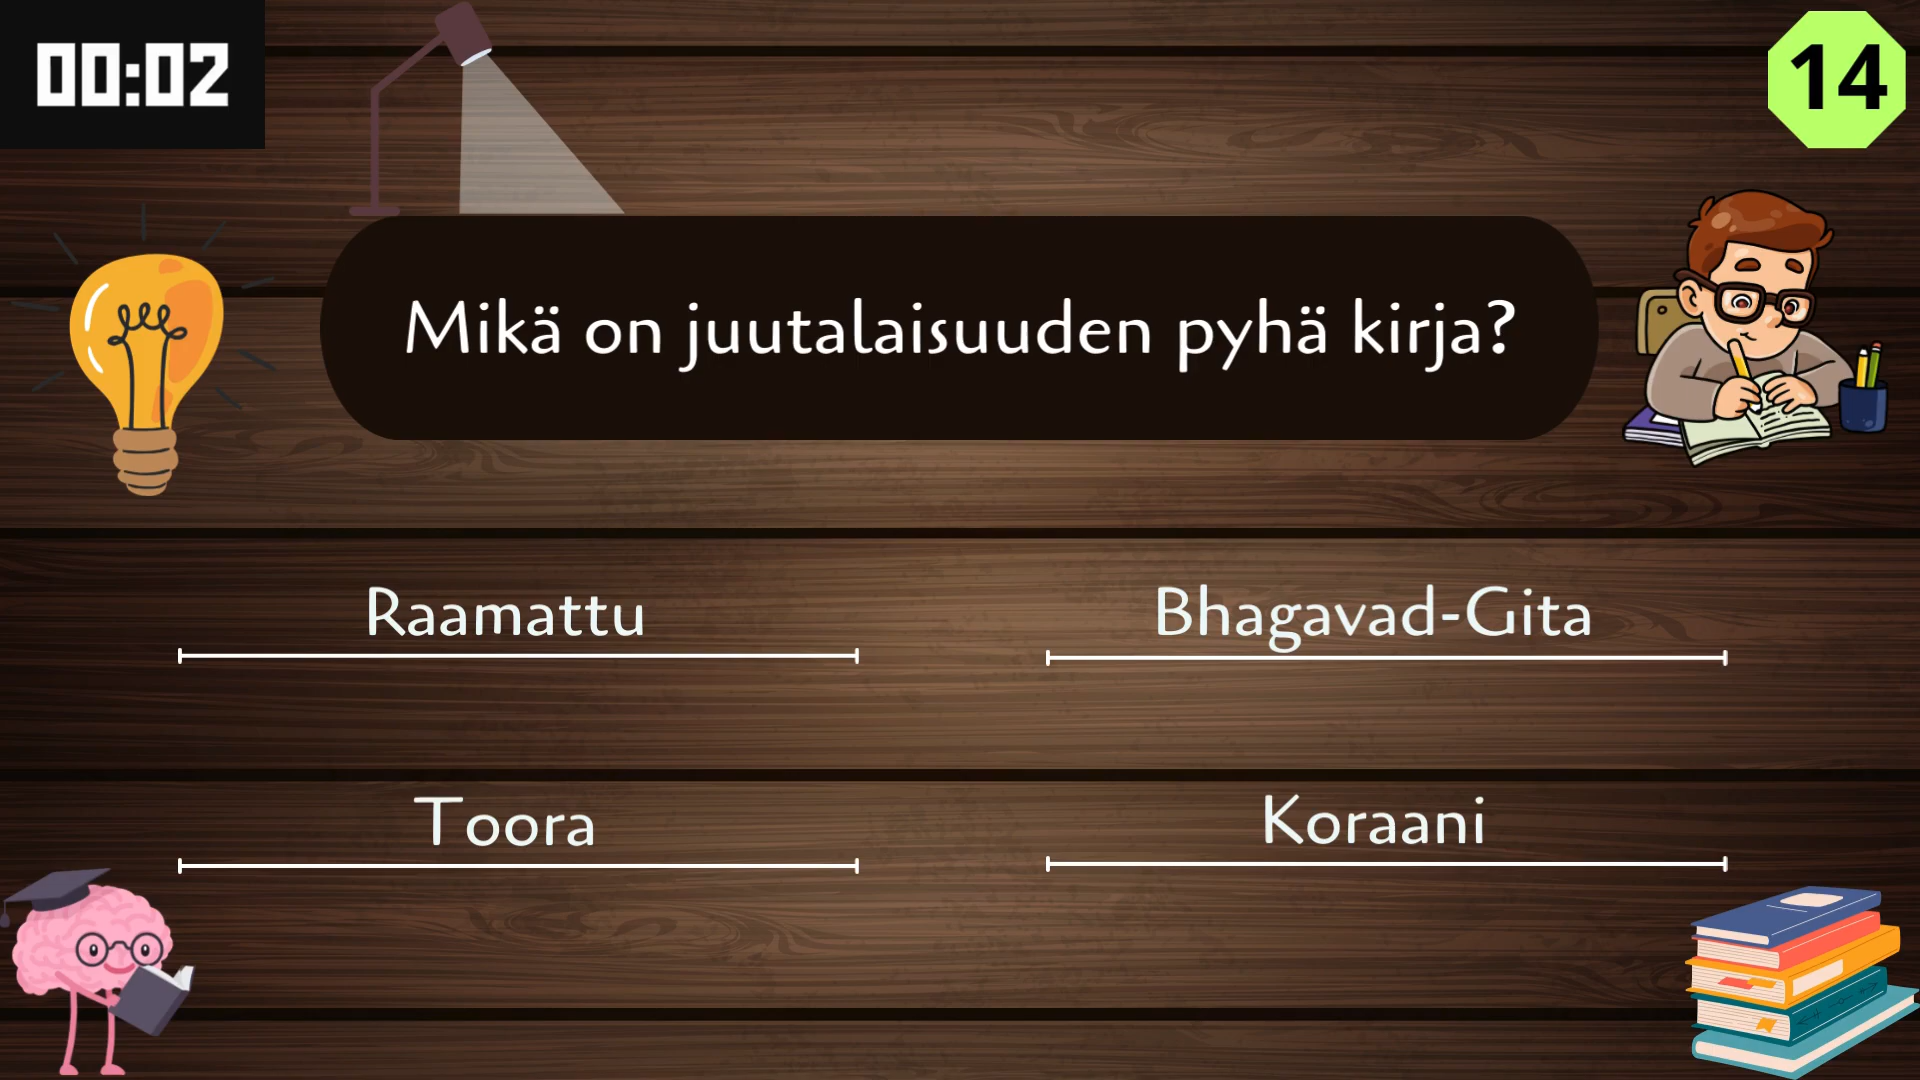 00:02
14
Mikä on juutalaisuuden pyhä kirja?
Raamattu
Bhagavad-Gita
Toora
Koraani